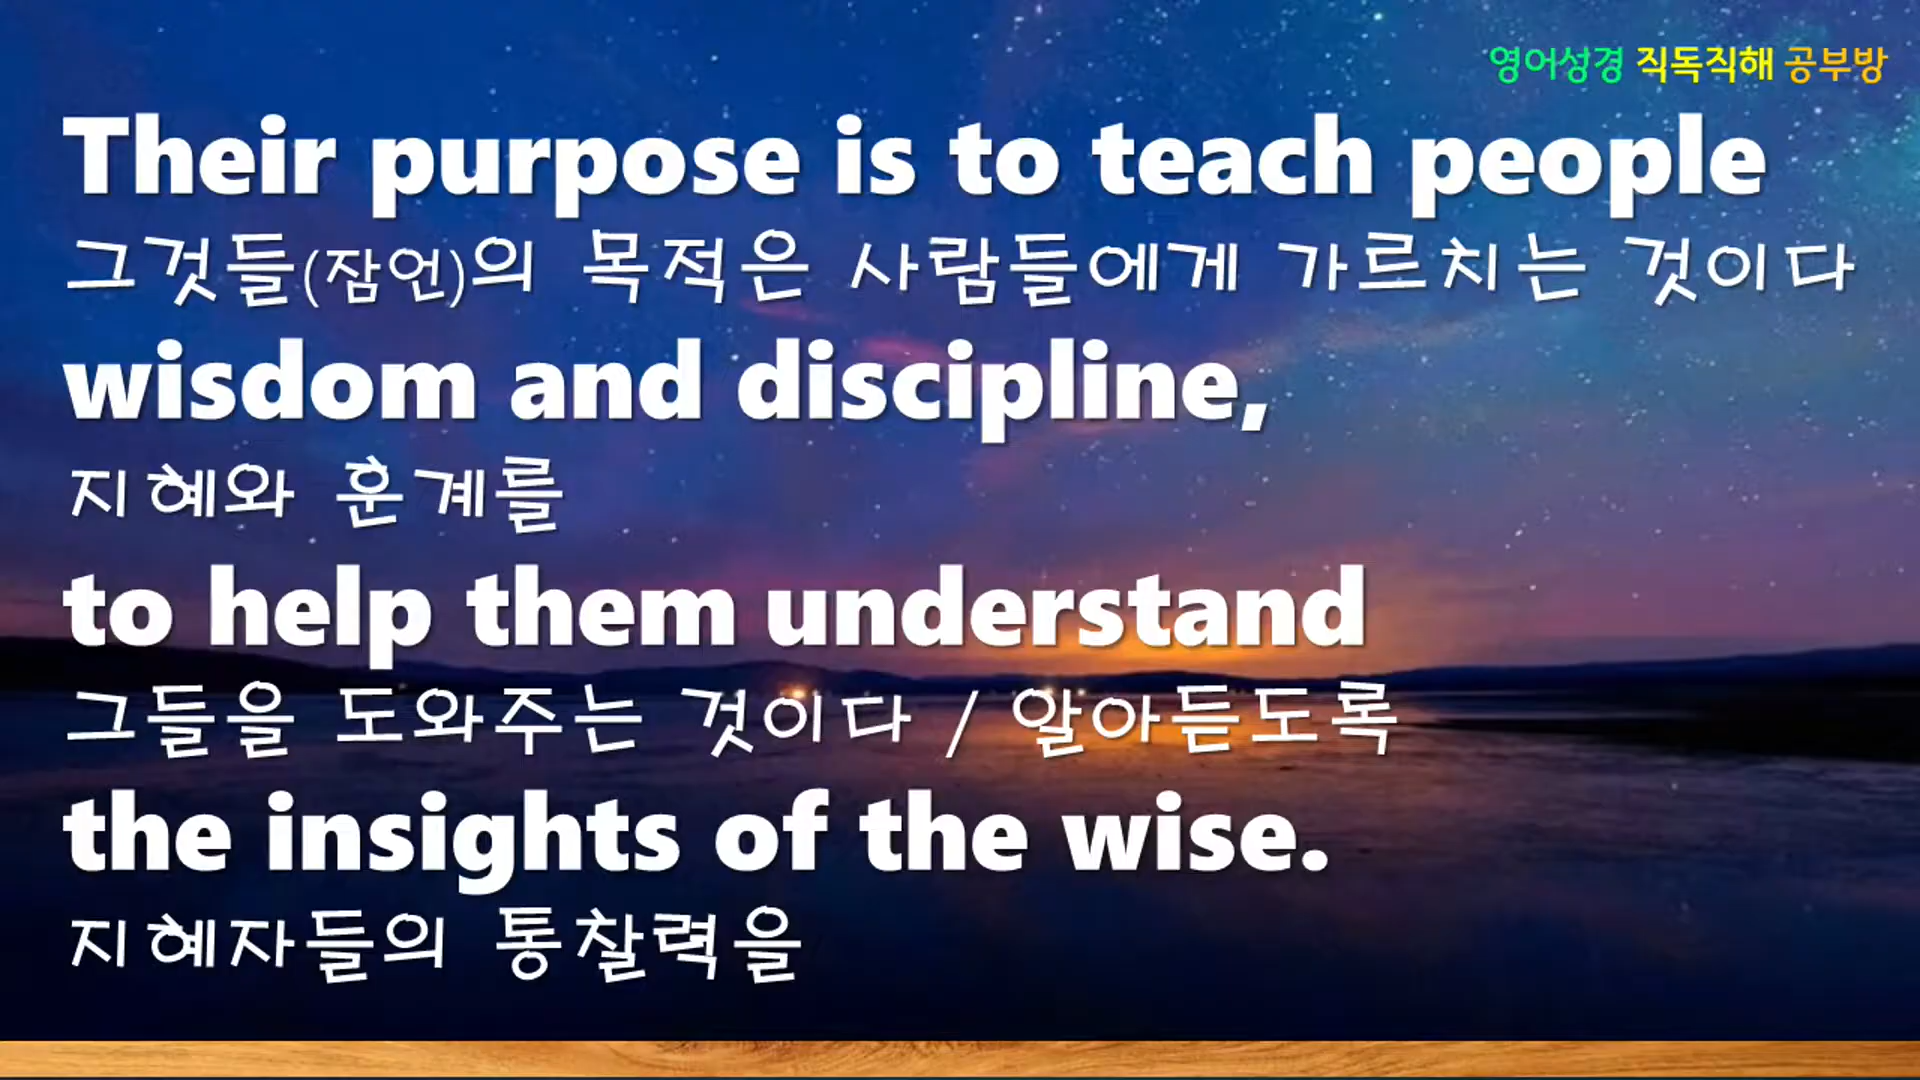 영어성경 직독직해 공부방
Their purpose is to teach people
그것들(잠언)의 목적은 사람들에게 가르치는 것이다
wisdom and discipline,
지혜와 훈계를
to help them understand
그들을 도와주는 것이다 / 알아듣도록
the insights of the wise.
지혜자들의 통찰력을